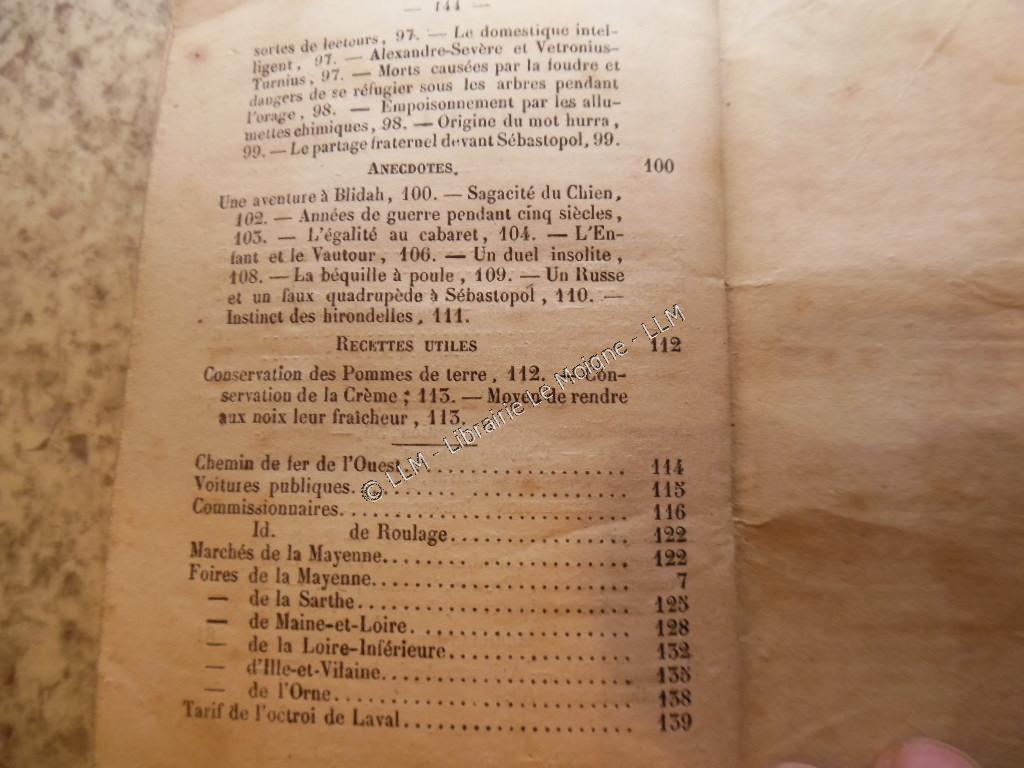 — 144 —
sortes de lecteurs, 97. — Le domestique intel-
ligent, 97. — Alexandre-Sevère et Vetronius-
Turnius, 97. — Morts causées par la foudre et
dangers de se réfugier sous les arbres pendant
l'orage, 98. — Empoisonnement par les allu-
mettes chimiques, 98. — Origine du mot hurra,
99. — Le partage fraternel devant Sébastopol, 99.
ANECDOTES. 100
Une aventure à Blidah, 100. — Sagacité du Chien,
102. — Années de guerre pendant cinq siècles,
103. — L'égalité au cabaret, 104. — L'En-
fant et le Vautour, 106. — Un duel insolite,
108. — La béquille à poule, 109. — Un Russe
et un faux quadrupède à Sébastopol, 110. —
Instinct des hirondelles, 111.
RECETTES UTILES 112
Conservation des Pommes de terre, 112. — Con-
servation de la Crème; 113. — Moyen de rendre
aux noix leur fraîcheur, 113.
Chemin de fer de l'Ouest. 114
Voitures publiques. 115
Commissionnaires. 116
Id. de Roulage. 122
Marchés de la Mayenne. 122
Foires de la Mayenne. 7
— de la Sarthe. 125
— de Maine-et-Loire. 128
— de la Loire-Inférieure. 132
— d'Ille-et-Vilaine. 135
— de l'Orne. 138
Tarif de l'octroi de Laval. 139
© LLM - Librairie Le Moigne - LLM